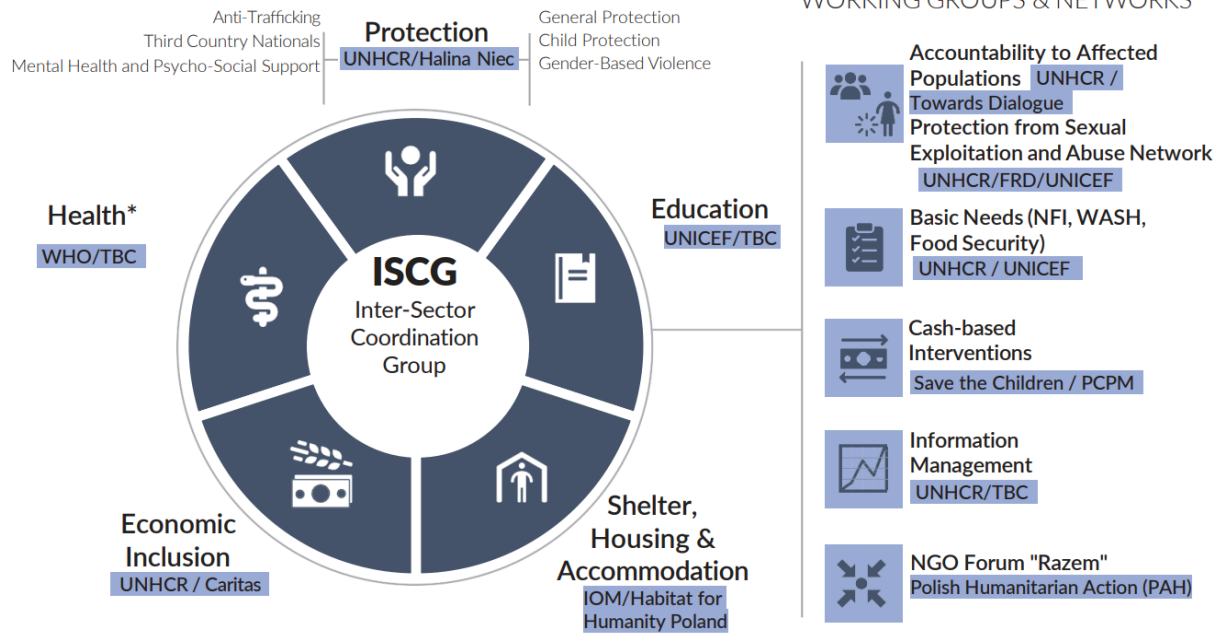 WORKING GROUPS & NETWORKS
Anti-Trafficking
Third Country Nationals
Mental Health and Psycho-Social Support
Protection
UNHCR/Halina Niec
General Protection
Child Protection
Gender-Based Violence
Health*
WHO/TBC
Education
UNICEF/TBC
ISCG
Inter-Sector
Coordination
Group
Economic
Inclusion
UNHCR / Caritas
Shelter,
Housing &
Accommodation
IOM/Habitat for
Humanity Poland
Accountability to Affected
Populations UNHCR /
Towards Dialogue
Protection from Sexual
Exploitation and Abuse Network
UNHCR/FRD/UNICEF
Basic Needs (NFI, WASH,
Food Security)
UNHCR / UNICEF
Cash-based
Interventions
Save the Children / PCPM
Information
Management
UNHCR/TBC
NGO Forum "Razem"
Polish Humanitarian Action (PAH)